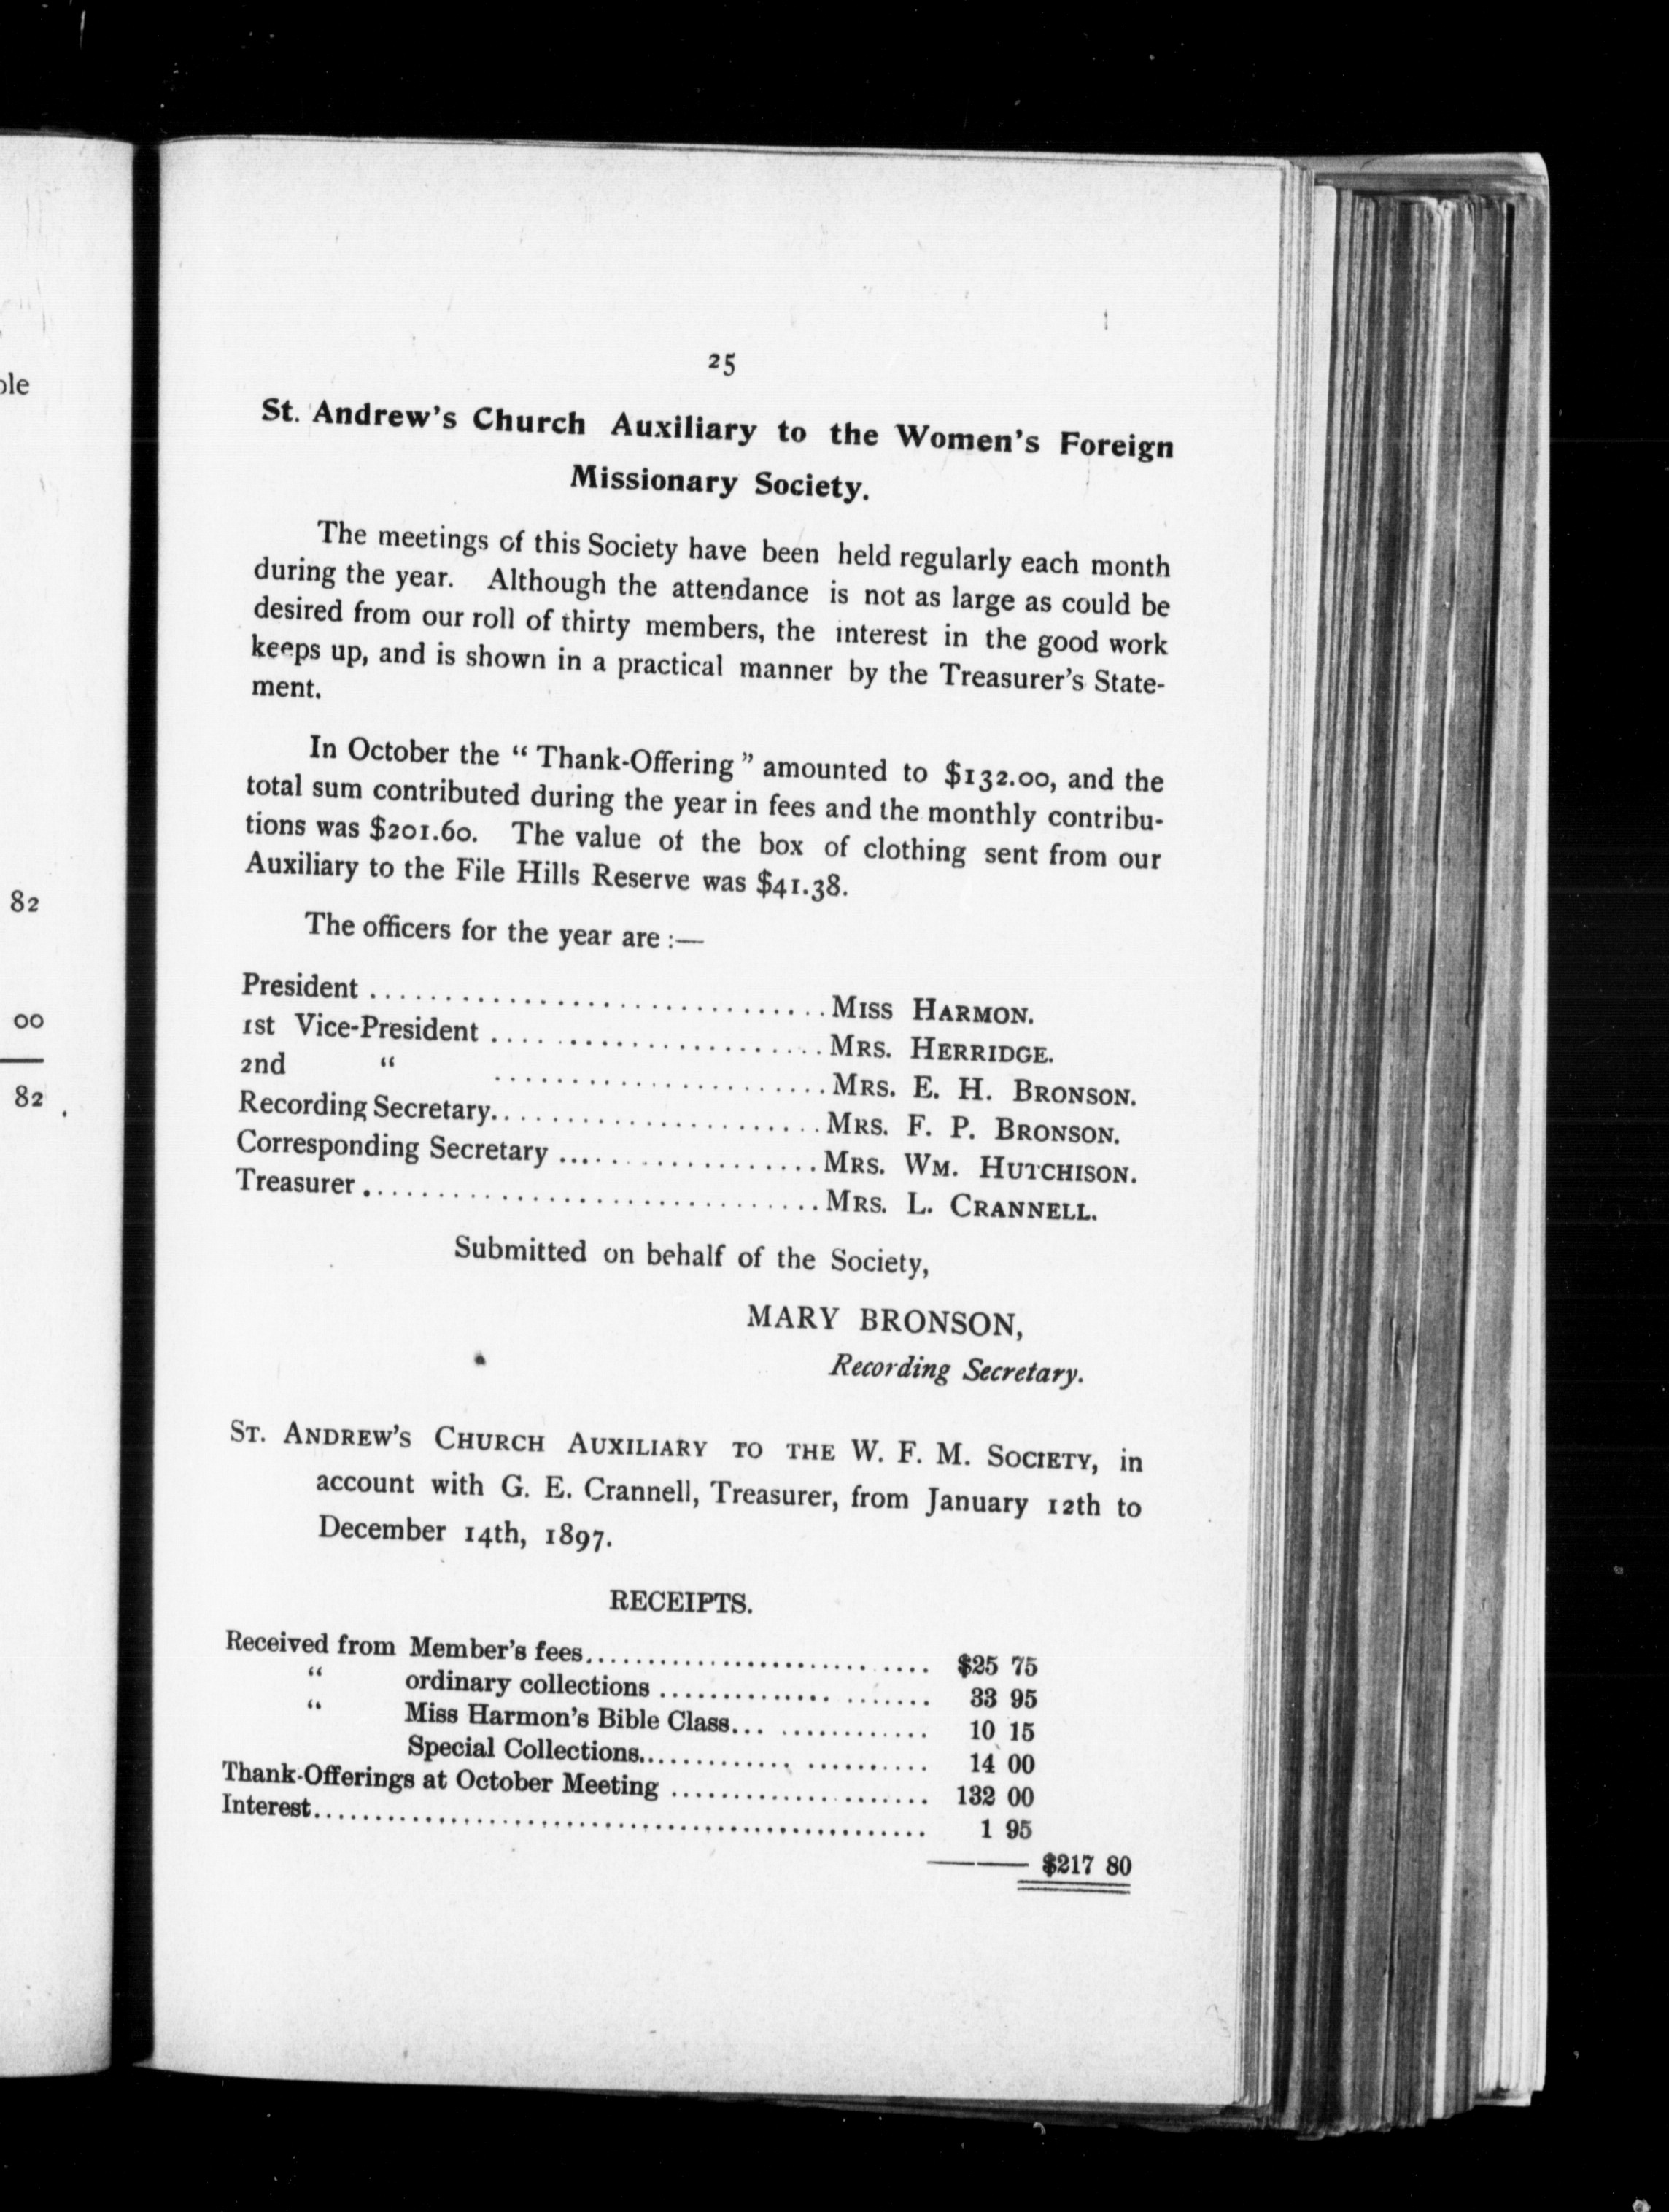 ole
82
00
82
25
St. Andrew's Church Auxiliary to the Women's Foreign
Missionary Society.
The meetings of this Society have been held regularly each month
during the year. Although the attendance is not as large as could be
desired from our roll of thirty members, the interest in the good work
keeps up, and is shown in a practical manner by the Treasurer's State-
ment.
In October the " Thank-Offering " amounted to $132.00, and the
total sum contributed during the year in fees and the monthly contribu-
tions was $201.60. The value of the box of clothing sent from our
Auxiliary to the File Hills Reserve was $41.38.
The officers for the year are :—
President .............................. MISS HARMON.
1st Vice-President ...................... MRS. HERRIDGE.
2nd " ...................... MRS. E. H. BRONSON.
Recording Secretary...................... MRS. F. P. BRONSON.
Corresponding Secretary .................. MRS. WM. HUTCHISON.
Treasurer .............................. MRS. L. CRANNELL.
Submitted on behalf of the Society,
MARY BRONSON,
Recording Secretary.
ST. ANDREW'S CHURCH AUXILIARY TO THE W. F. M. SOCIETY, in
account with G. E. Crannell, Treasurer, from January 12th to
December 14th, 1897.
RECEIPTS.
Received from Member's fees............................ $25 75
" ordinary collections ...................... 33 95
" Miss Harmon's Bible Class............... 10 15
Special Collections....................... 14 00
Thank-Offerings at October Meeting ..................... 132 00
Interest.................................................. 1 95
—— $217 80